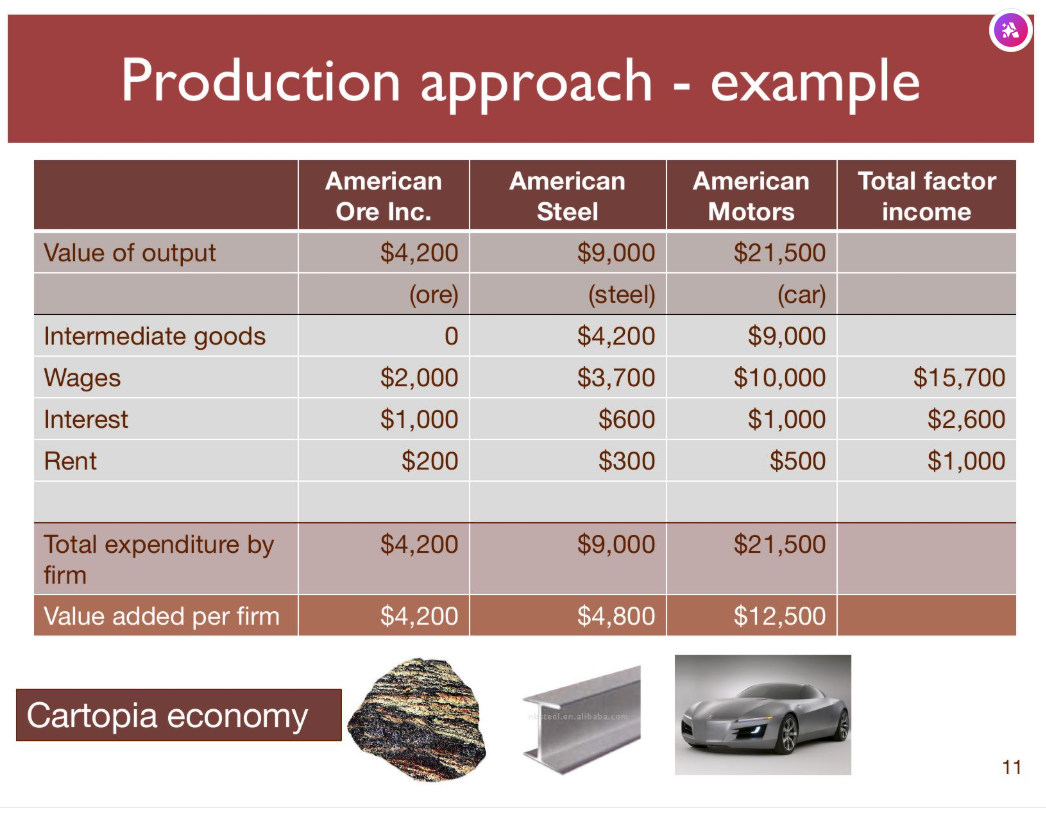 Production approach - example
American Ore Inc. American Steel American Motors Total factor income
Value of output $4,200 $9,000 $21,500
(ore) (steel) (car)
Intermediate goods 0 $4,200 $9,000
Wages $2,000 $3,700 $10,000 $15,700
Interest $1,000 $600 $1,000 $2,600
Rent $200 $300 $500 $1,000
Total expenditure by firm $4,200 $9,000 $21,500
Value added per firm $4,200 $4,800 $12,500
Cartopia economy
11